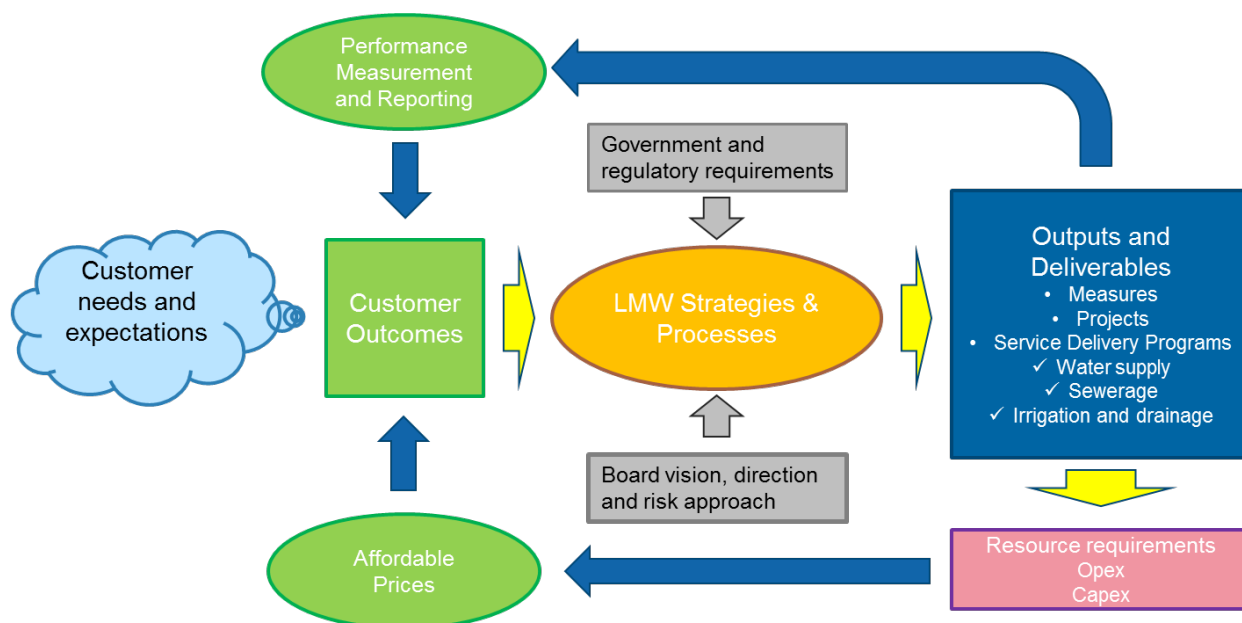 Performance
Measurement
and Reporting
Government and
regulatory requirements
Customer
needs and
expectations
Customer
Outcomes
LMW Strategies &
Processes
Outputs and
Deliverables
• Measures
• Projects
• Service Delivery Programs
✓ Water supply
✓ Sewerage
✓ Irrigation and drainage
Board vision, direction
and risk approach
Affordable
Prices
Resource requirements
Opex
Capex